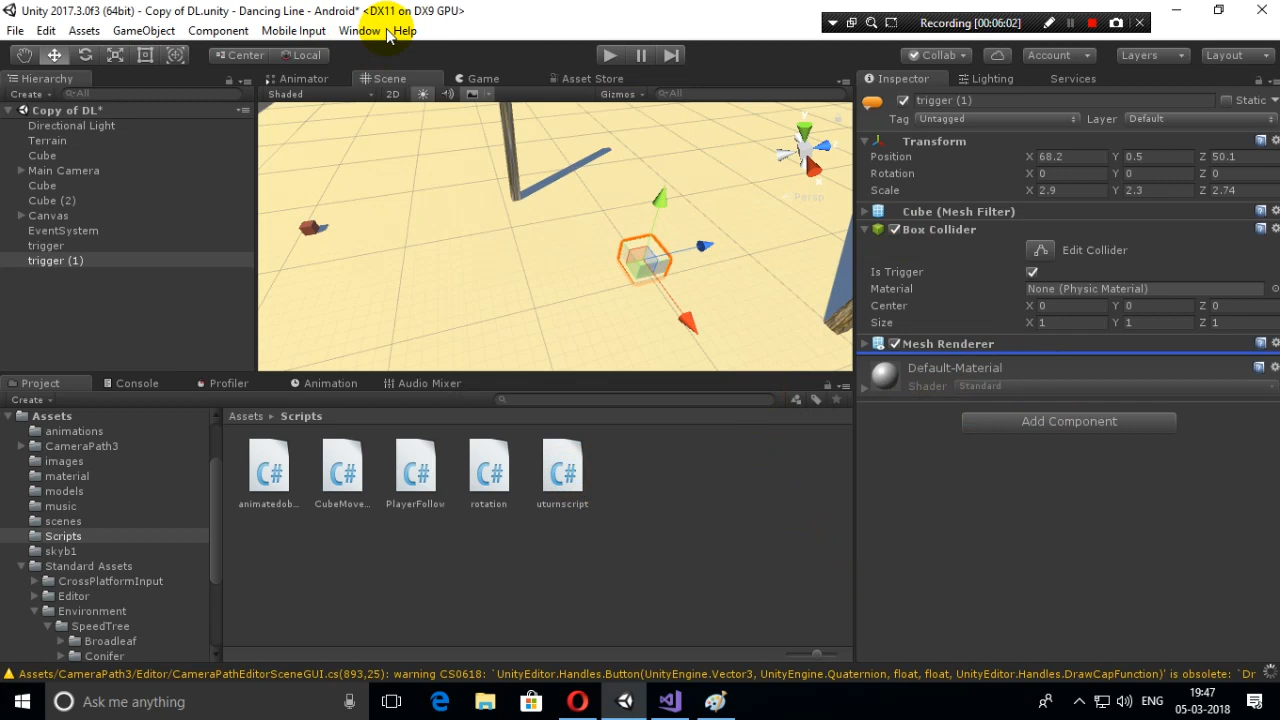 Unity 2017.3.0f3 (64bit) - Copy of DL.unity - Dancing Line - Android* <DX11 on DX9 GPU>
Recording [00:06:02]
File Edit Assets GameObject Component Mobile Input Window Help
Center Local Collab Account Layers Layout
Hierarchy Animator Scene Game Asset Store Inspector Lighting Services
Create All Shaded 2D Gizmos All trigger (1) Static
Copy of DL* Tag Untagged Layer Default
Directional Light
Terrain
Cube
Main Camera
Cube
Cube (2)
Canvas
EventSystem
trigger
trigger (1)
y
Persp
Transform
Position X 68.2 Y 0.5 Z 50.1
Rotation X 0 Y 0 Z 0
Scale X 2.9 Y 2.3 Z 2.74
Cube (Mesh Filter)
Box Collider
Edit Collider
Is Trigger
Material None (Physic Material)
Center X 0 Y 0 Z 0
Size X 1 Y 1 Z 1
Mesh Renderer
Default-Material
Shader Standard
Add Component
Project Console Profiler Animation Audio Mixer
Create
Assets
animations
CameraPath3
images
material
models
music
scenes
Scripts
skyb1
Standard Assets
CrossPlatformInput
Editor
Environment
SpeedTree
Broadleaf
Conifer
Assets ▸ Scripts
C# C# C# C# C#
animatedob... CubeMove... PlayerFollow rotation uturnscript
Assets/CameraPath3/Editor/CameraPathEditorSceneGUI.cs(893,25): warning CS0618: `UnityEditor.Handles.Button(UnityEngine.Vector3, UnityEngine.Quaternion, float, float, UnityEditor.Handles.DrawCapFunction)' is obsolete: `Dr
Ask me anything
ENG
19:47
05-03-2018